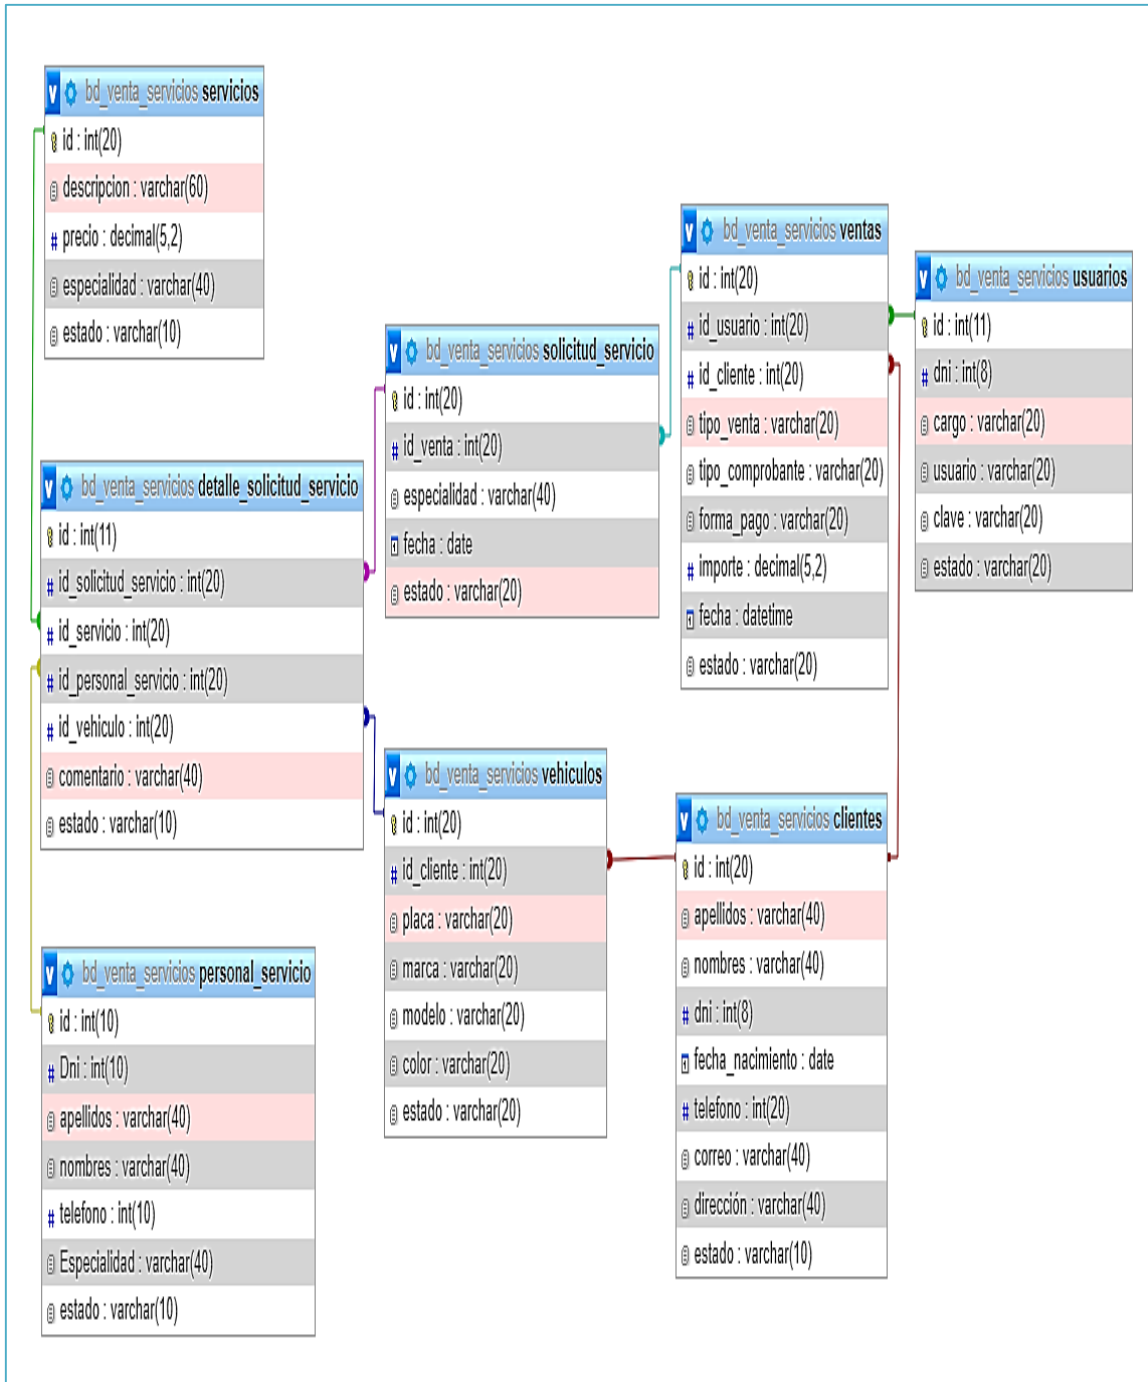 bd_venta_servicios servicios
id : int(20)
descripcion : varchar(60)
precio : decimal(5,2)
especialidad : varchar(40)
estado : varchar(10)
bd_venta_servicios detalle_solicitud_servicio
id : int(11)
id_solicitud_servicio : int(20)
id_servicio : int(20)
id_personal_servicio : int(20)
id_vehiculo : int(20)
comentario : varchar(40)
estado : varchar(10)
bd_venta_servicios personal_servicio
id : int(10)
Dni : int(10)
apellidos : varchar(40)
nombres : varchar(40)
telefono : int(10)
Especialidad : varchar(40)
estado : varchar(10)
bd_venta_servicios solicitud_servicio
id : int(20)
id_venta : int(20)
especialidad : varchar(40)
fecha : date
estado : varchar(20)
bd_venta_servicios vehiculos
id : int(20)
id_cliente : int(20)
placa : varchar(20)
marca : varchar(20)
modelo : varchar(20)
color : varchar(20)
estado : varchar(20)
bd_venta_servicios ventas
id : int(20)
id_usuario : int(20)
id_cliente : int(20)
tipo_venta : varchar(20)
tipo_comprobante : varchar(20)
forma_pago : varchar(20)
importe : decimal(5,2)
fecha : datetime
estado : varchar(20)
bd_venta_servicios clientes
id : int(20)
apellidos : varchar(40)
nombres : varchar(40)
dni : int(8)
fecha_nacimiento : date
telefono : int(20)
correo : varchar(40)
dirección : varchar(40)
estado : varchar(10)
bd_venta_servicios usuarios
id : int(11)
dni : int(8)
cargo : varchar(20)
usuario : varchar(20)
clave : varchar(20)
estado : varchar(20)